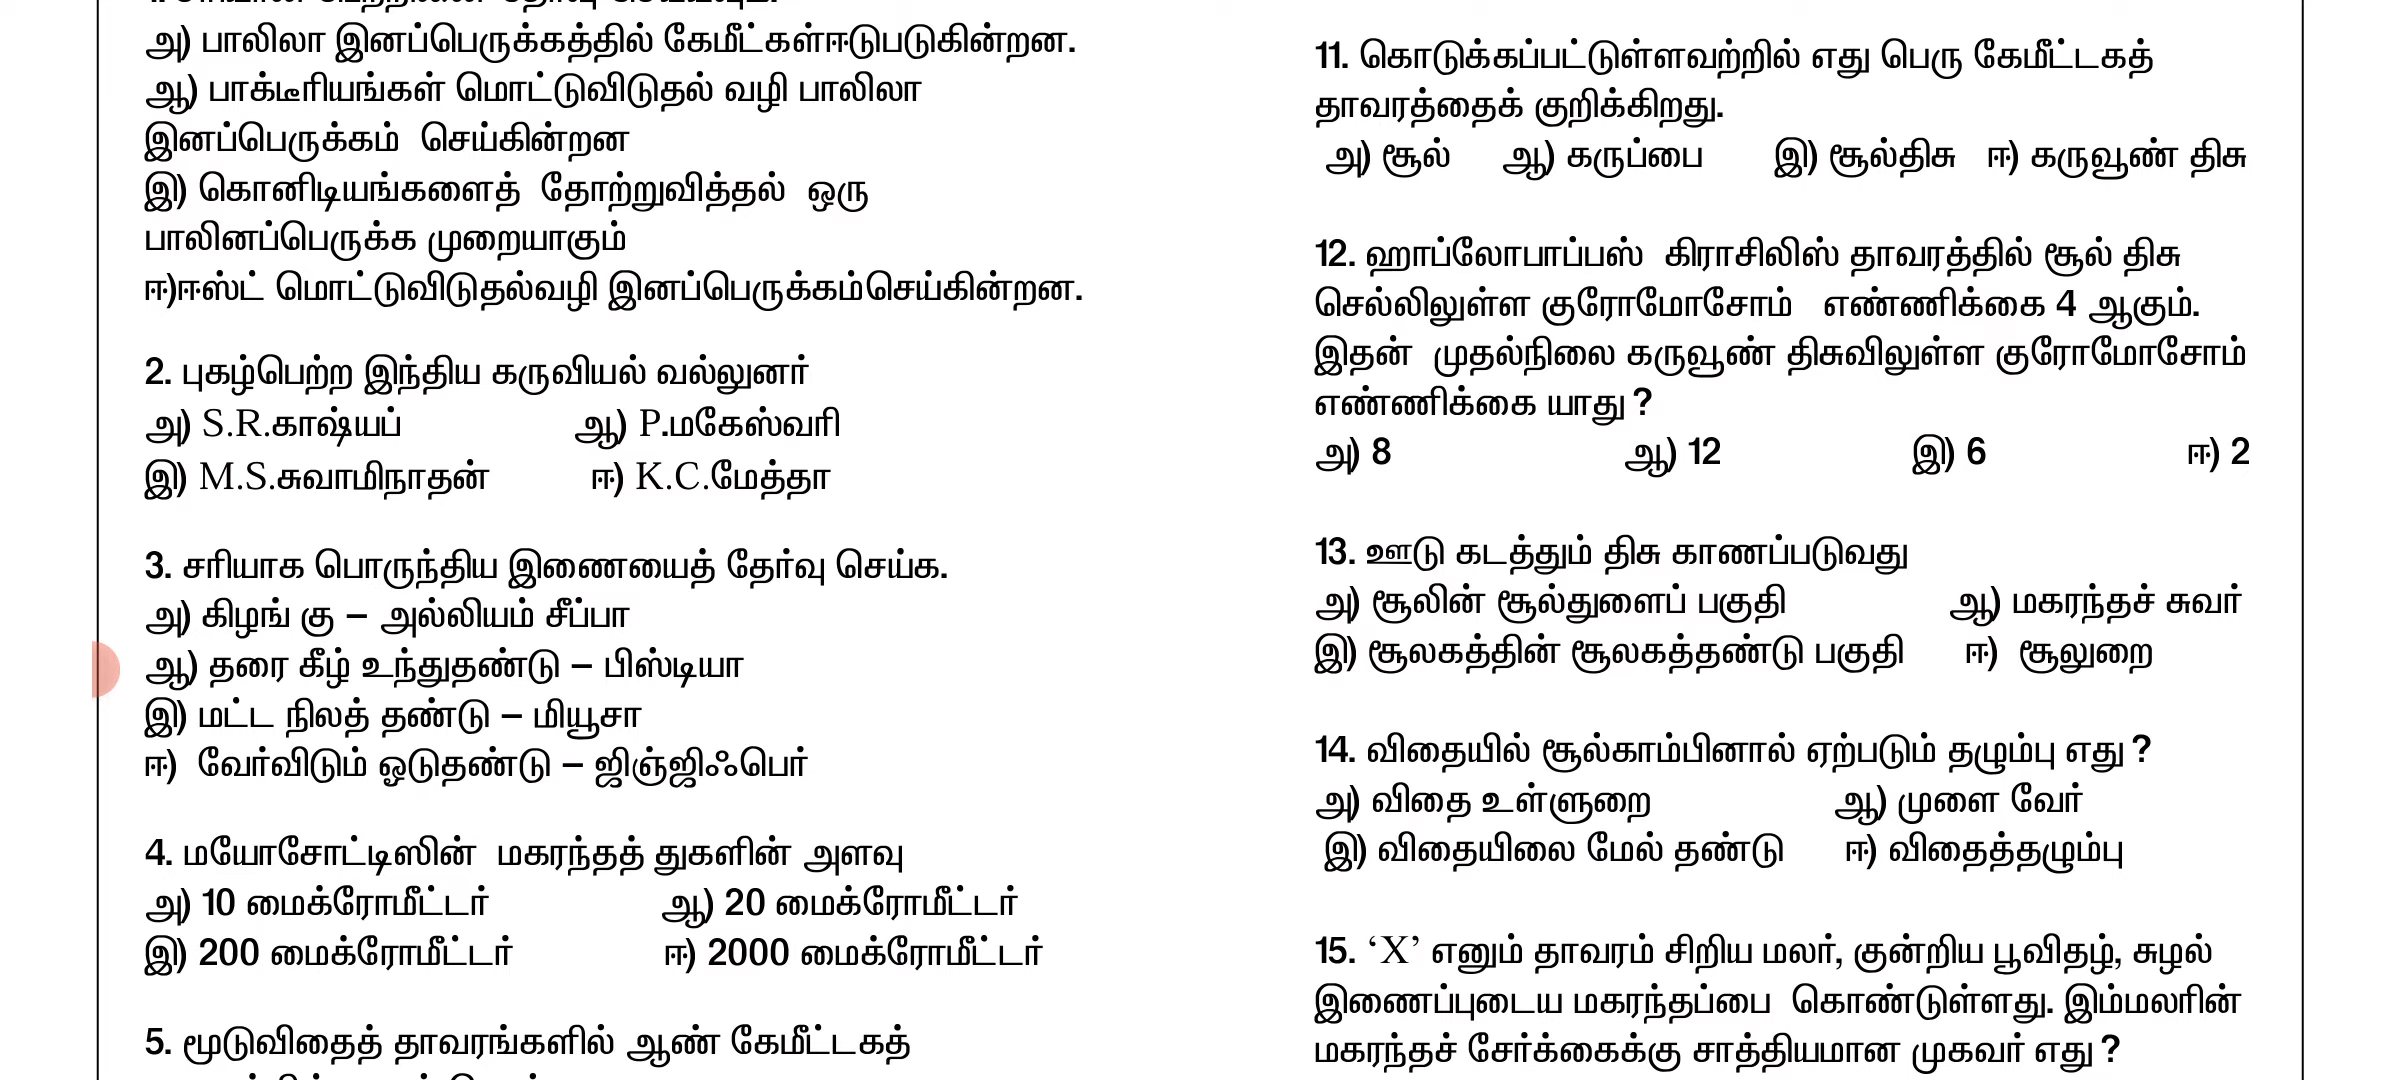 அ) பாலிலா இனப்பெருக்கத்தில் கேமீட்கள்ஈடுபடுகின்றன.
ஆ) பாக்டீரியங்கள் மொட்டுவிடுதல் வழி பாலிலா
இனப்பெருக்கம் செய்கின்றன
இ) கொனிடியங்களைத் தோற்றுவித்தல் ஒரு
பாலினப்பெருக்க முறையாகும்
ஈ)ஈஸ்ட் மொட்டுவிடுதல்வழி இனப்பெருக்கம்செய்கின்றன.
2. புகழ்பெற்ற இந்திய கருவியல் வல்லுனர்
அ) S.R.காஷ்யப் ஆ) P.மகேஸ்வரி
இ) M.S.சுவாமிநாதன் ஈ) K.C.மேத்தா
3. சரியாக பொருந்திய இணையைத் தேர்வு செய்க.
அ) கிழங் கு – அல்லியம் சீப்பா
ஆ) தரை கீழ் உந்துதண்டு – பிஸ்டியா
இ) மட்ட நிலத் தண்டு – மியூசா
ஈ) வேர்விடும் ஓடுதண்டு – ஜிஞ்ஜிஃபெர்
4. மயோசோட்டிஸின் மகரந்தத் துகளின் அளவு
அ) 10 மைக்ரோமீட்டர் ஆ) 20 மைக்ரோமீட்டர்
இ) 200 மைக்ரோமீட்டர் ஈ) 2000 மைக்ரோமீட்டர்
5. மூடுவிதைத் தாவரங்களில் ஆண் கேமீட்டகத்
11. கொடுக்கப்பட்டுள்ளவற்றில் எது பெரு கேமீட்டகத்
தாவரத்தைக் குறிக்கிறது.
அ) சூல் ஆ) கருப்பை இ) சூல்திசு ஈ) கருவூண் திசு
12. ஹாப்லோபாப்பஸ் கிராசிலிஸ் தாவரத்தில் சூல் திசு
செல்லிலுள்ள குரோமோசோம் எண்ணிக்கை 4 ஆகும்.
இதன் முதல்நிலை கருவூண் திசுவிலுள்ள குரோமோசோம்
எண்ணிக்கை யாது ?
அ) 8 ஆ) 12 இ) 6 ஈ) 2
13. ஊடு கடத்தும் திசு காணப்படுவது
அ) சூலின் சூல்துளைப் பகுதி ஆ) மகரந்தச் சுவர்
இ) சூலகத்தின் சூலகத்தண்டு பகுதி ஈ) சூலுறை
14. விதையில் சூல்காம்பினால் ஏற்படும் தழும்பு எது ?
அ) விதை உள்ளுறை ஆ) முளை வேர்
இ) விதையிலை மேல் தண்டு ஈ) விதைத்தழும்பு
15. ‘X’ எனும் தாவரம் சிறிய மலர், குன்றிய பூவிதழ், சுழல்
இணைப்புடைய மகரந்தப்பை கொண்டுள்ளது. இம்மலரின்
மகரந்தச் சேர்க்கைக்கு சாத்தியமான முகவர் எது ?